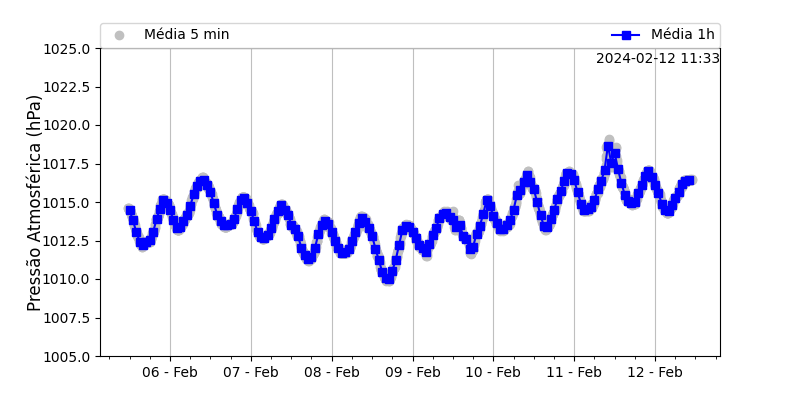 Média 5 min
Média 1h
2024-02-12 11:33
Pressão Atmosférica (hPa)
1025.0
1022.5
1020.0
1017.5
1015.0
1012.5
1010.0
1007.5
1005.0
06 - Feb
07 - Feb
08 - Feb
09 - Feb
10 - Feb
11 - Feb
12 - Feb